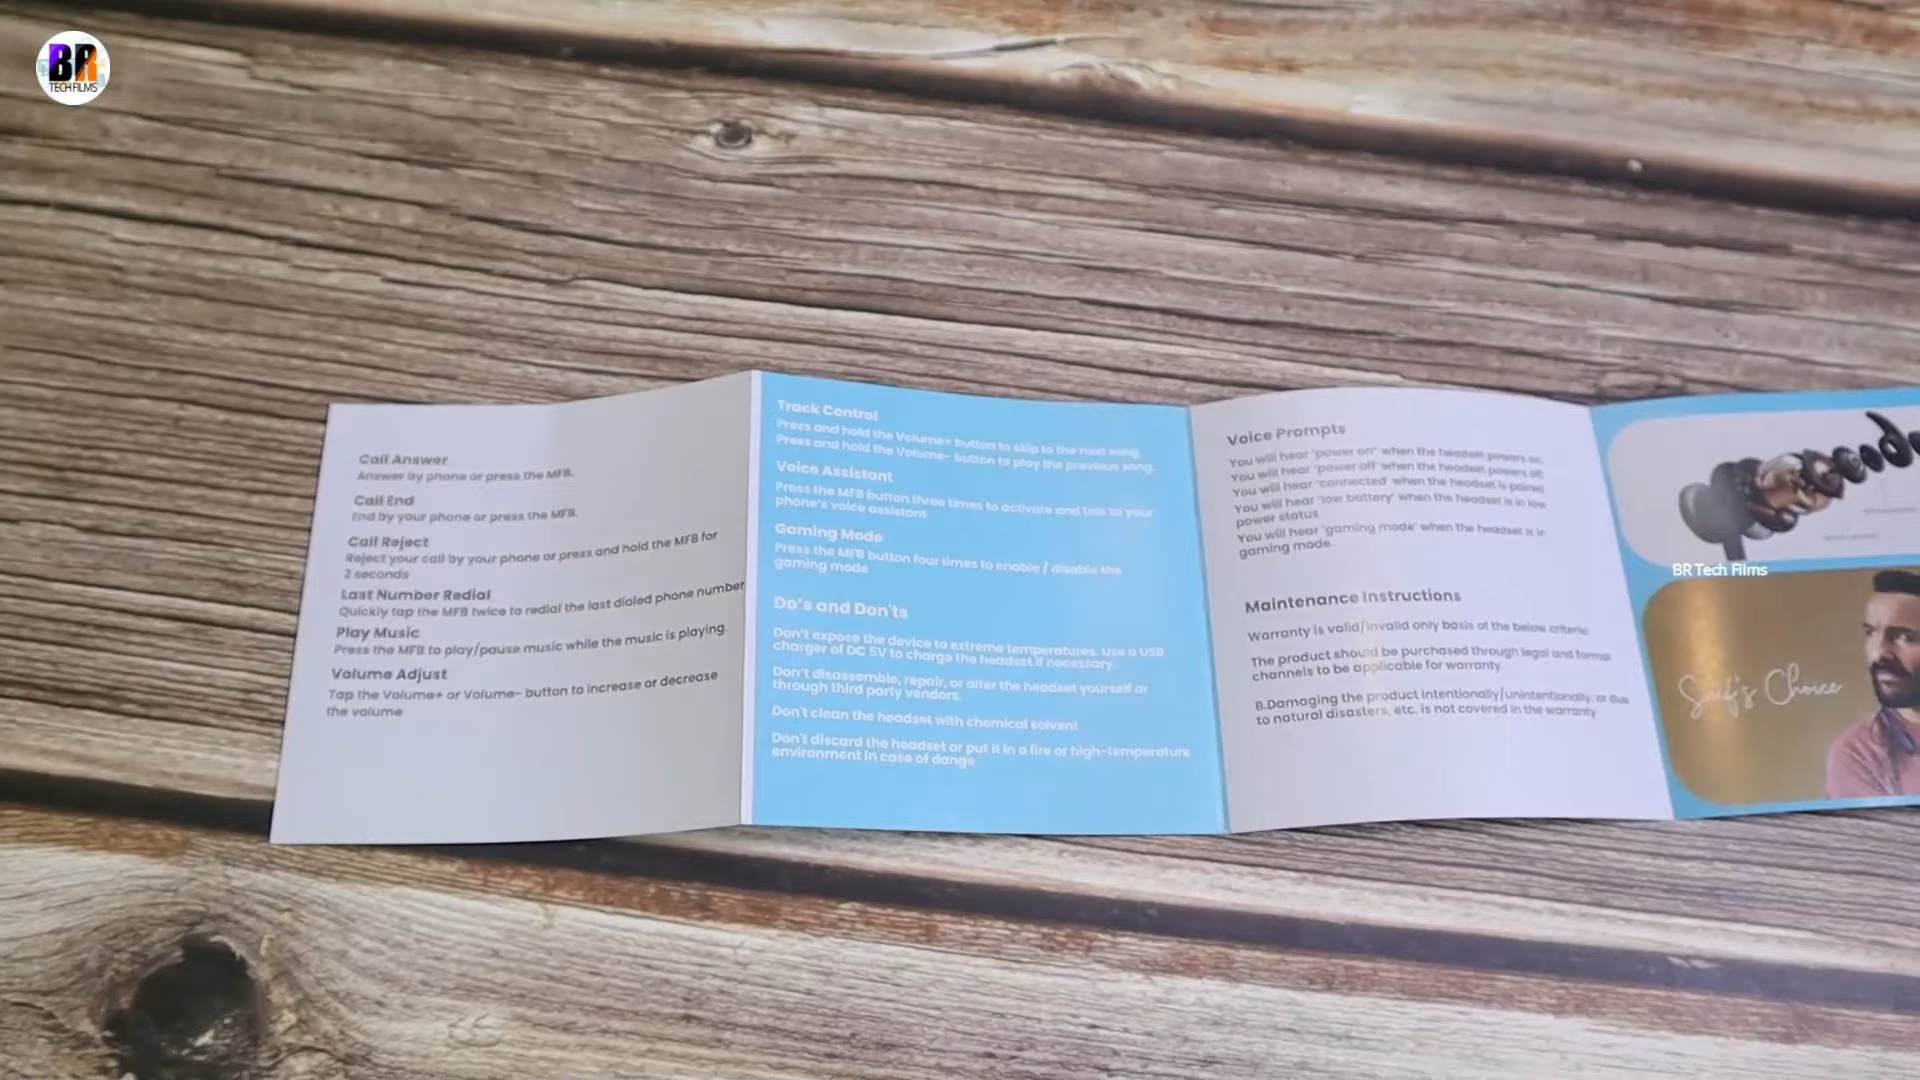 BR
TECH FILMS
Call Answer
Answer by phone or press the MFB.
Call End
End by your phone or press the MFB.
Call Reject
Reject your call by your phone or press and hold the MFB for
2 seconds
Last Number Redial
Quickly tap the MFB twice to redial the last dialed phone number
Play Music
Press the MFB to play/pause music while the music is playing.
Volume Adjust
Tap the Volume+ or Volume- button to increase or decrease
the volume
Track Control
Press and hold the Volume+ button to skip to the next song.
Press and hold the Volume- button to play the previous song.
Voice Assistant
Press the MFB button three times to activate and talk to your
phone's voice assistant
Gaming Mode
Press the MFB button four times to enable / disable the
gaming mode
Do's and Don'ts
Don't expose the device to extreme temperatures. Use a USB
charger of DC 5V to charge the headset if necessary.
Don't disassemble, repair, or alter the headset yourself or
through third party vendors.
Don't clean the headset with chemical solvent
Don't discard the headset or put it in a fire or high-temperature
environment in case of dange
Voice Prompts
You will hear 'power on' when the headset powers on.
You will hear 'power off' when the headset powers off
You will hear 'connected' when the headset is paired
You will hear 'low battery' when the headset is in low
power status
You will hear 'gaming mode' when the headset is in
gaming mode.
Maintenance Instructions
Warranty is valid/invalid only basis of the below criteria:
The product should be purchased through legal and formal
channels to be applicable for warranty
B.Damaging the product intentionally/unintentionally, or due
to natural disasters, etc. is not covered in the warranty
BR Tech Films
Saif's Choice